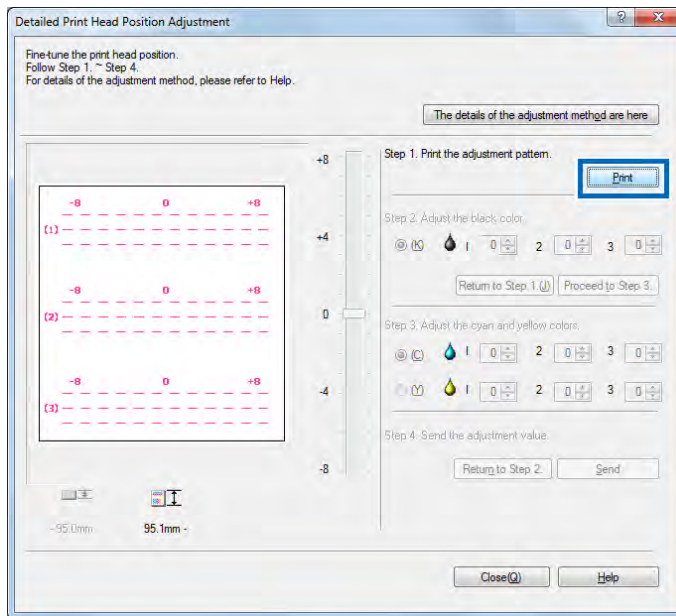 Detailed Print Head Position Adjustment
Fine-tune the print head position.
Follow Step 1. ~ Step 4.
For details of the adjustment method, please refer to Help.
The details of the adjustment method are here
Step 1. Print the adjustment pattern.
Print
Step 2. Adjust the black color.
(K) 1 0 2 0 3 0
Return to Step 1.(J) Proceed to Step 3.
Step 3. Adjust the cyan and yellow colors.
(C) 1 0 2 0 3 0
(Y) 1 0 2 0 3 0
Step 4. Send the adjustment value.
Return to Step 2. Send
+8
+4
0
-4
-8
-8 0 +8
(1)
-8 0 +8
(2)
-8 0 +8
(3)
- 95.0mm 95.1mm -
Close(Q) Help